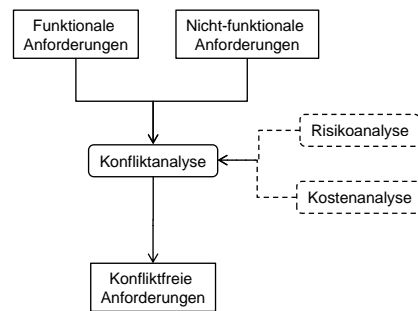 Funktionale
Anforderungen
Nicht-funktionale
Anforderungen
Risikoanalyse
Konfliktanalyse
Kostenanalyse
Konfliktfreie
Anforderungen